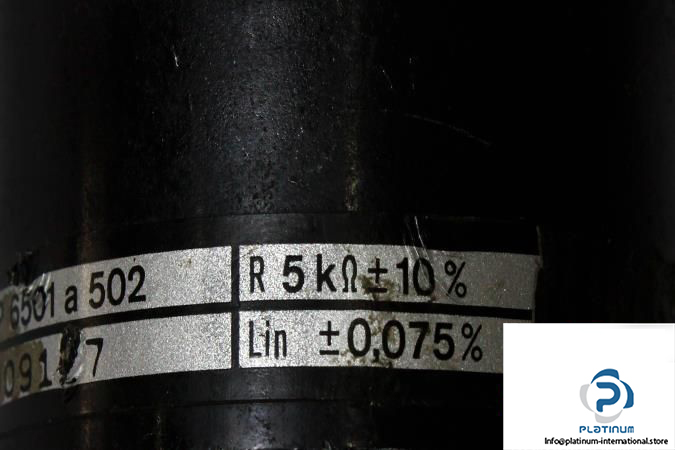 6501 a 502
R 5 kΩ ± 10 %
Lin ± 0,075 %
PLATINUM
Info@platinum-international.store